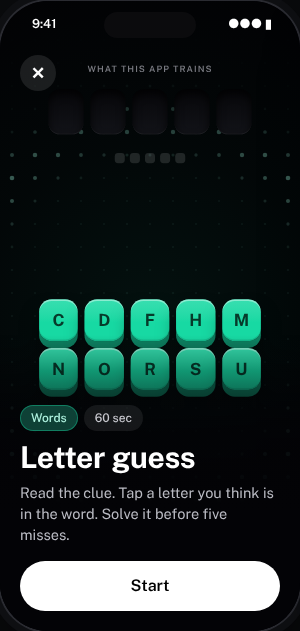 9:41
WHAT THIS APP TRAINS
C D F H M
N O R S U
Words 60 sec
Letter guess
Read the clue. Tap a letter you think is
in the word. Solve it before five
misses.
Start